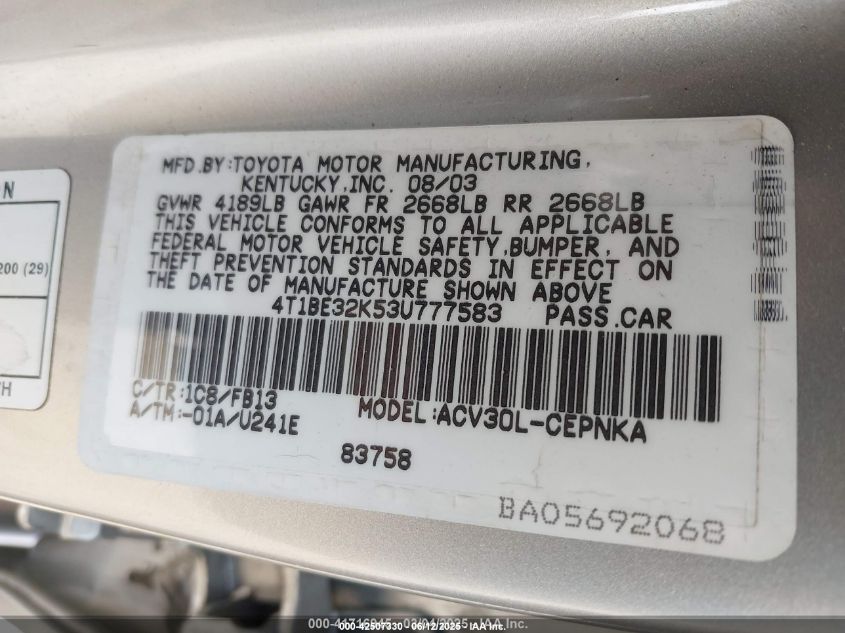 N
200 (29)
TH
MFD.BY:TOYOTA MOTOR MANUFACTURING,
KENTUCKY,INC. 08/03
GVWR 4189LB GAWR FR 2668LB RR 2668LB
THIS VEHICLE CONFORMS TO ALL APPLICABLE
FEDERAL MOTOR VEHICLE SAFETY,BUMPER, AND
THEFT PREVENTION STANDARDS IN EFFECT ON
THE DATE OF MANUFACTURE SHOWN ABOVE
4T1BE32K53U777583 PASS.CAR
C/TR:1C8/FB13
A/TM:-01A/U241E
MODEL:ACV30L-CEPNKA
83758
BA05692068
000-42507330 - 06/12/2025 - IAA Inc.